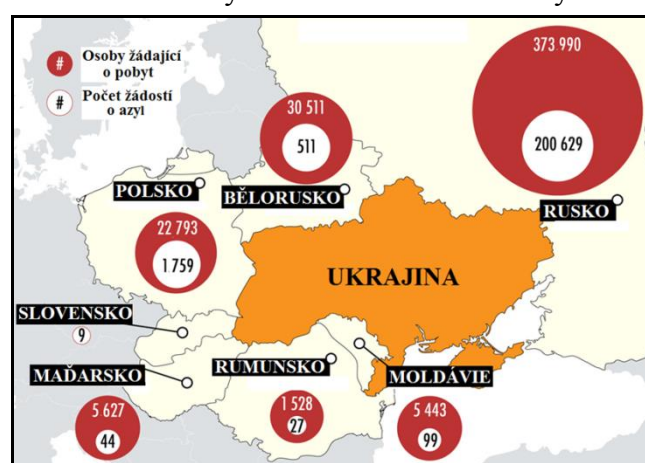 373 990
# Osoby žádající
o pobyt
# Počet žádostí
o azyl
30 511
511
200 629
POLSKO
BĚLORUSKO
RUSKO
22 793
1 759
UKRAJINA
SLOVENSKO
9
MAĎARSKO
RUMUNSKO
MOLDÁVIE
5 627
44
1 528
27
5 443
99